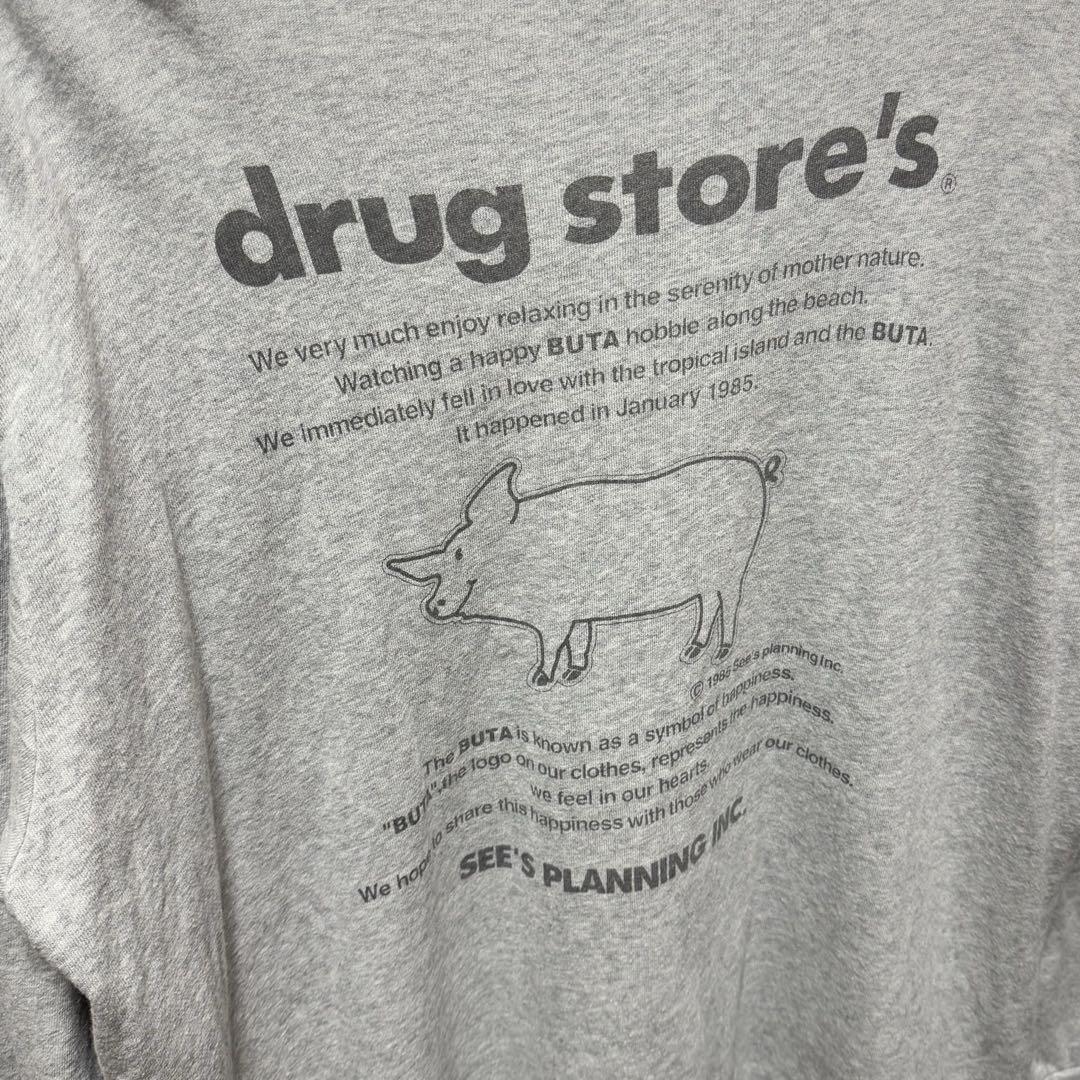 drug store's®
We very much enjoy relaxing in the serenity of mother nature.
Watching a happy BUTA hobble along the beach.
We immediately fell in love with the tropical island and the BUTA.
It happened in January 1985.
© 1985 See's planning Inc.
The BUTA is known as a symbol of happiness.
"BUTA", the logo on our clothes, represents the happiness.
we feel in our hearts.
We hope to share this happiness with those who wear our clothes.
SEE'S PLANNING INC.